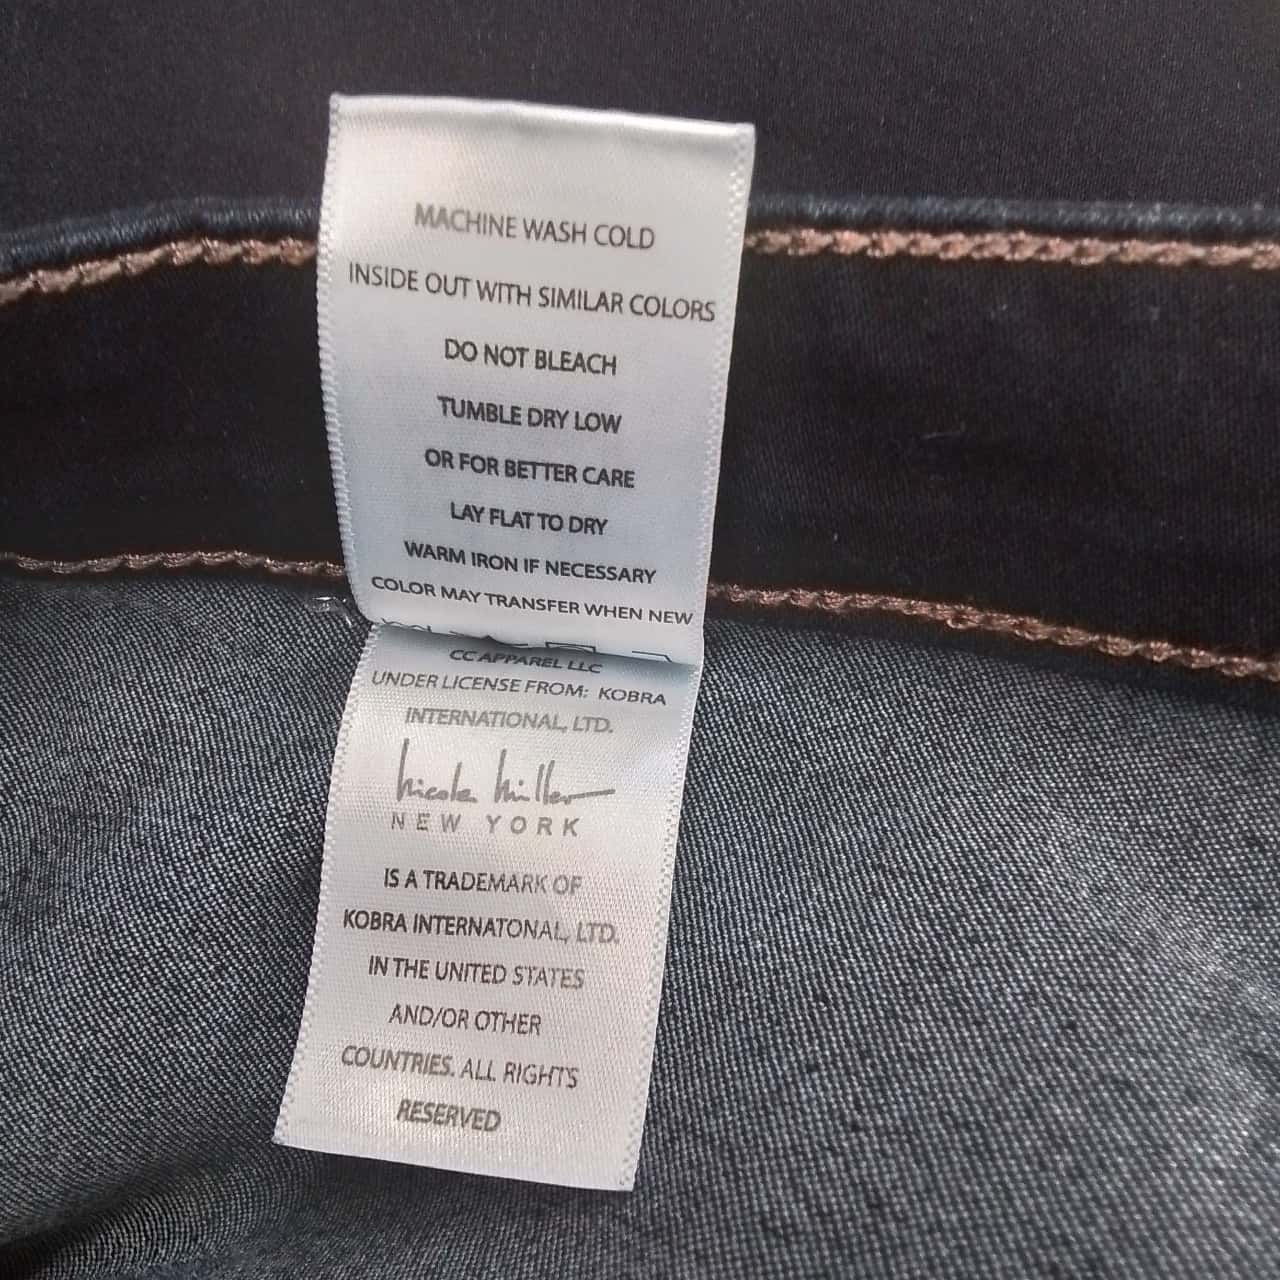 MACHINE WASH COLD
INSIDE OUT WITH SIMILAR COLORS
DO NOT BLEACH
TUMBLE DRY LOW
OR FOR BETTER CARE
LAY FLAT TO DRY
WARM IRON IF NECESSARY
COLOR MAY TRANSFER WHEN NEW
CC APPAREL LLC
UNDER LICENSE FROM: KOBRA
INTERNATIONAL, LTD.
nicole miller
NEW YORK
IS A TRADEMARK OF
KOBRA INTERNATONAL, LTD.
IN THE UNITED STATES
AND/OR OTHER
COUNTRIES. ALL RIGHTS
RESERVED